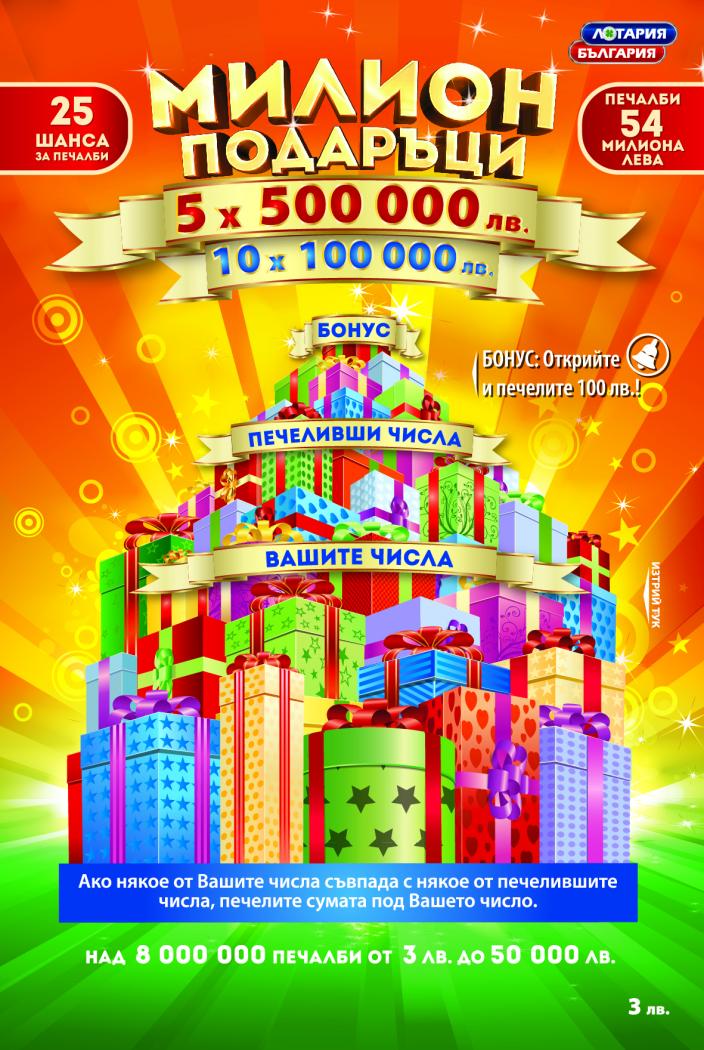 ЛОТАРИЯ
БЪЛГАРИЯ
МИЛИОН
ПОДАРЪЦИ
25
ШАНСА
ЗА ПЕЧАЛБИ
ПЕЧАЛБИ
54
МИЛИОНА
ЛЕВА
5 x 500 000 лв.
10 x 100 000 лв.
БОНУС
БОНУС: Открийте
и печелите 100 лв.!
ПЕЧЕЛИВШИ ЧИСЛА
ВАШИТЕ ЧИСЛА
ИЗТРИЙ ТУК
Ако някое от Вашите числа съвпада с някое от печелившите
числа, печелите сумата под Вашето число.
НАД 8 000 000 ПЕЧАЛБИ ОТ 3 ЛВ. ДО 50 000 ЛВ.
3 лв.